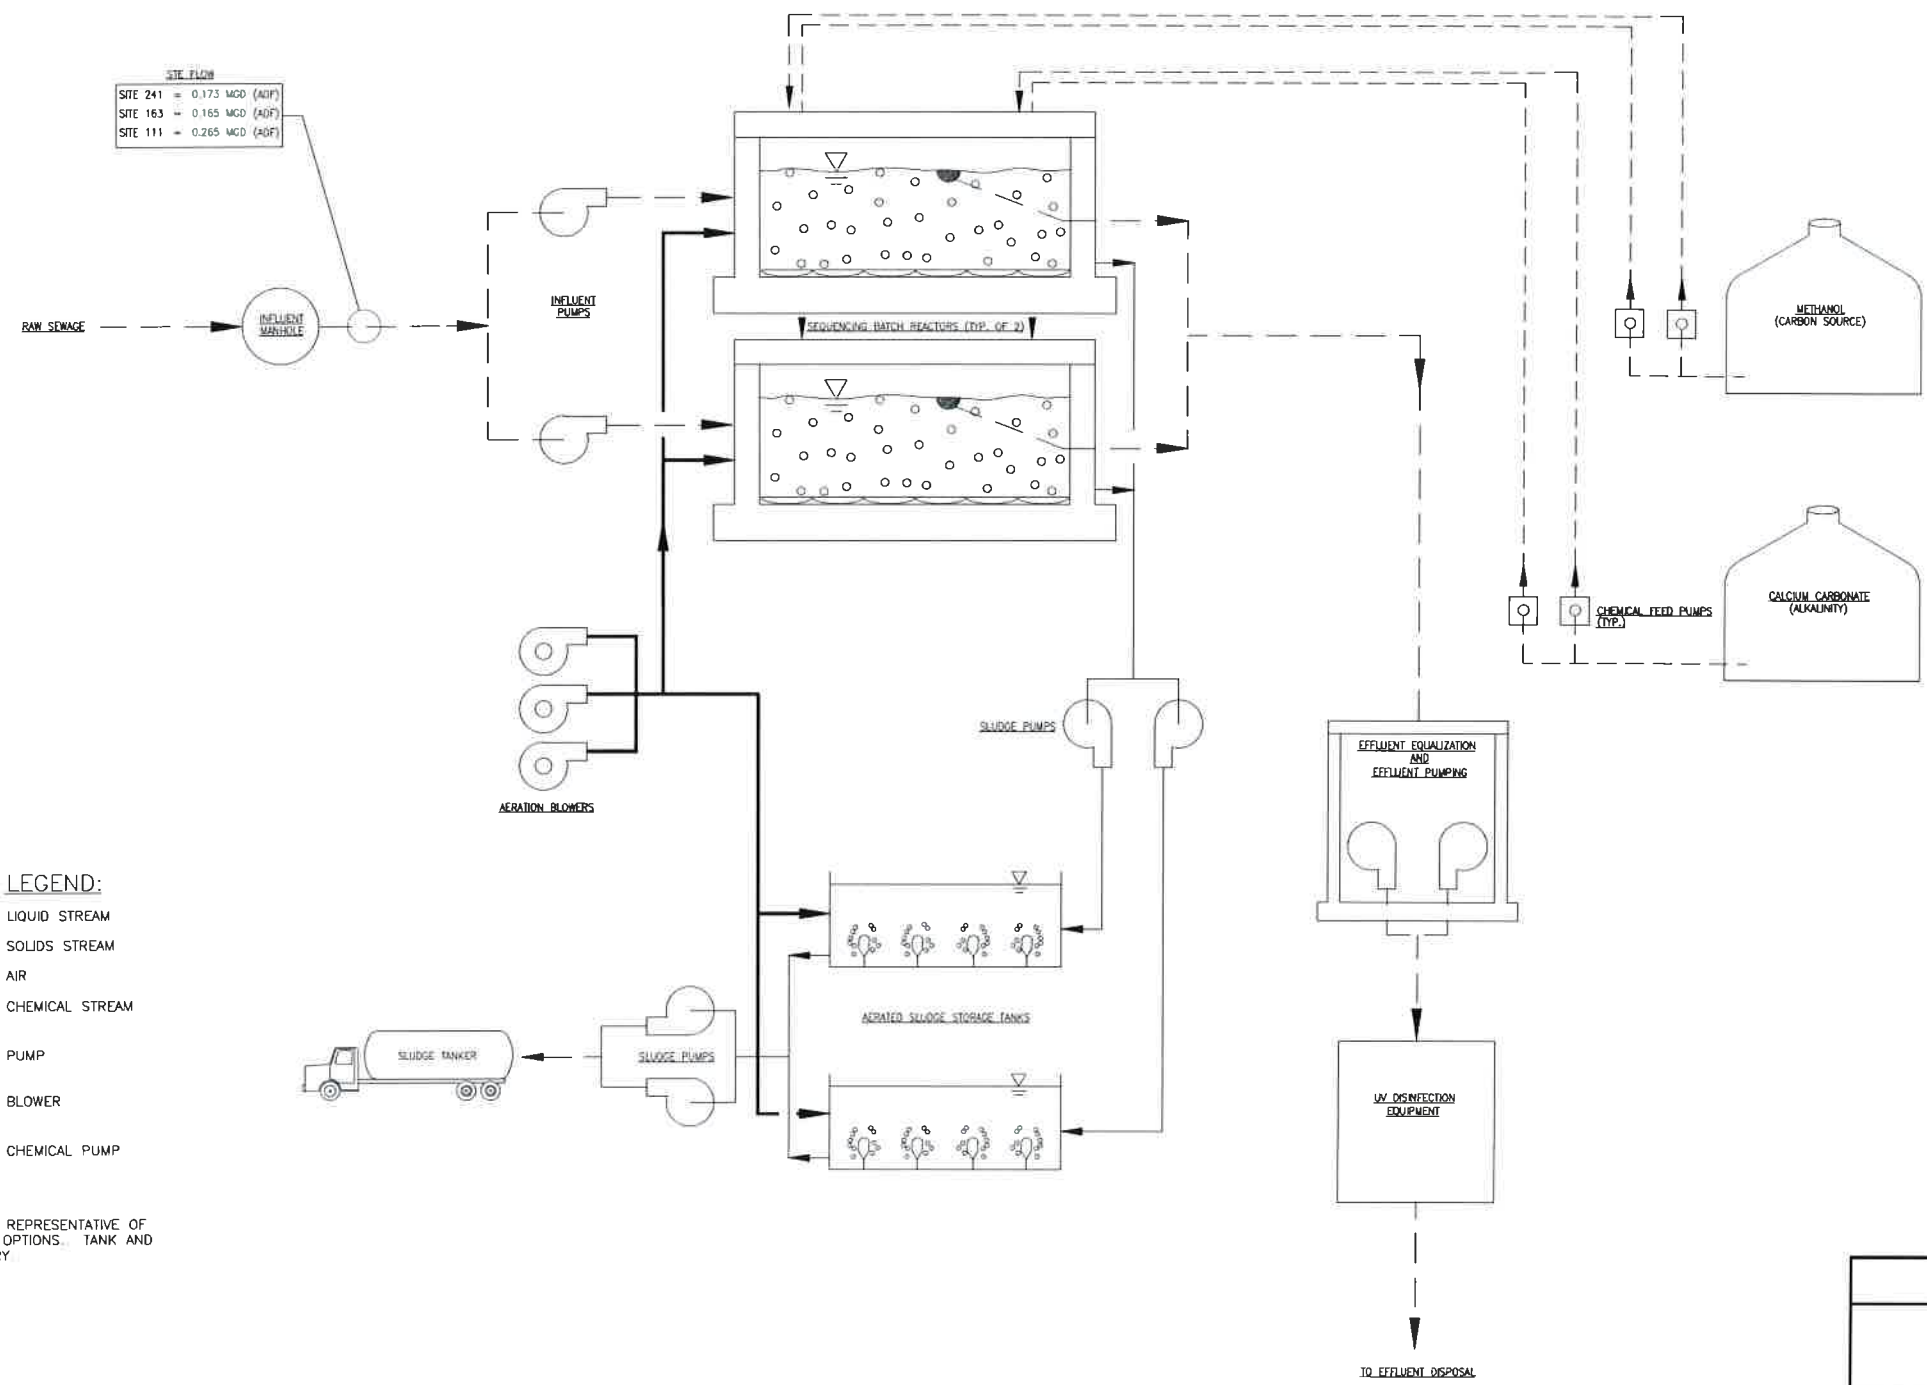 STE FLOW
SITE 241 = 0.173 MGD (ADF)
SITE 163 = 0.165 MGD (ADF)
SITE 111 = 0.265 MGD (ADF)
RAW SEWAGE
INFLUENT
MANHOLE
INFLUENT
PUMPS
SEQUENCING BATCH REACTORS (TYP. OF 2)
METHANOL
(CARBON SOURCE)
CALCIUM CARBONATE
(ALKALINITY)
CHEMICAL FEED PUMPS
(TYP.)
AERATION BLOWERS
SLUDGE PUMPS
EFFLUENT EQUALIZATION
AND
EFFLUENT PUMPING
AERATED SLUDGE STORAGE TANKS
SLUDGE TANKER
SLUDGE PUMPS
UV DISINFECTION
EQUIPMENT
TO EFFLUENT DISPOSAL
LEGEND:
LIQUID STREAM
SOLIDS STREAM
AIR
CHEMICAL STREAM
PUMP
BLOWER
CHEMICAL PUMP
REPRESENTATIVE OF
OPTIONS. TANK AND
RY